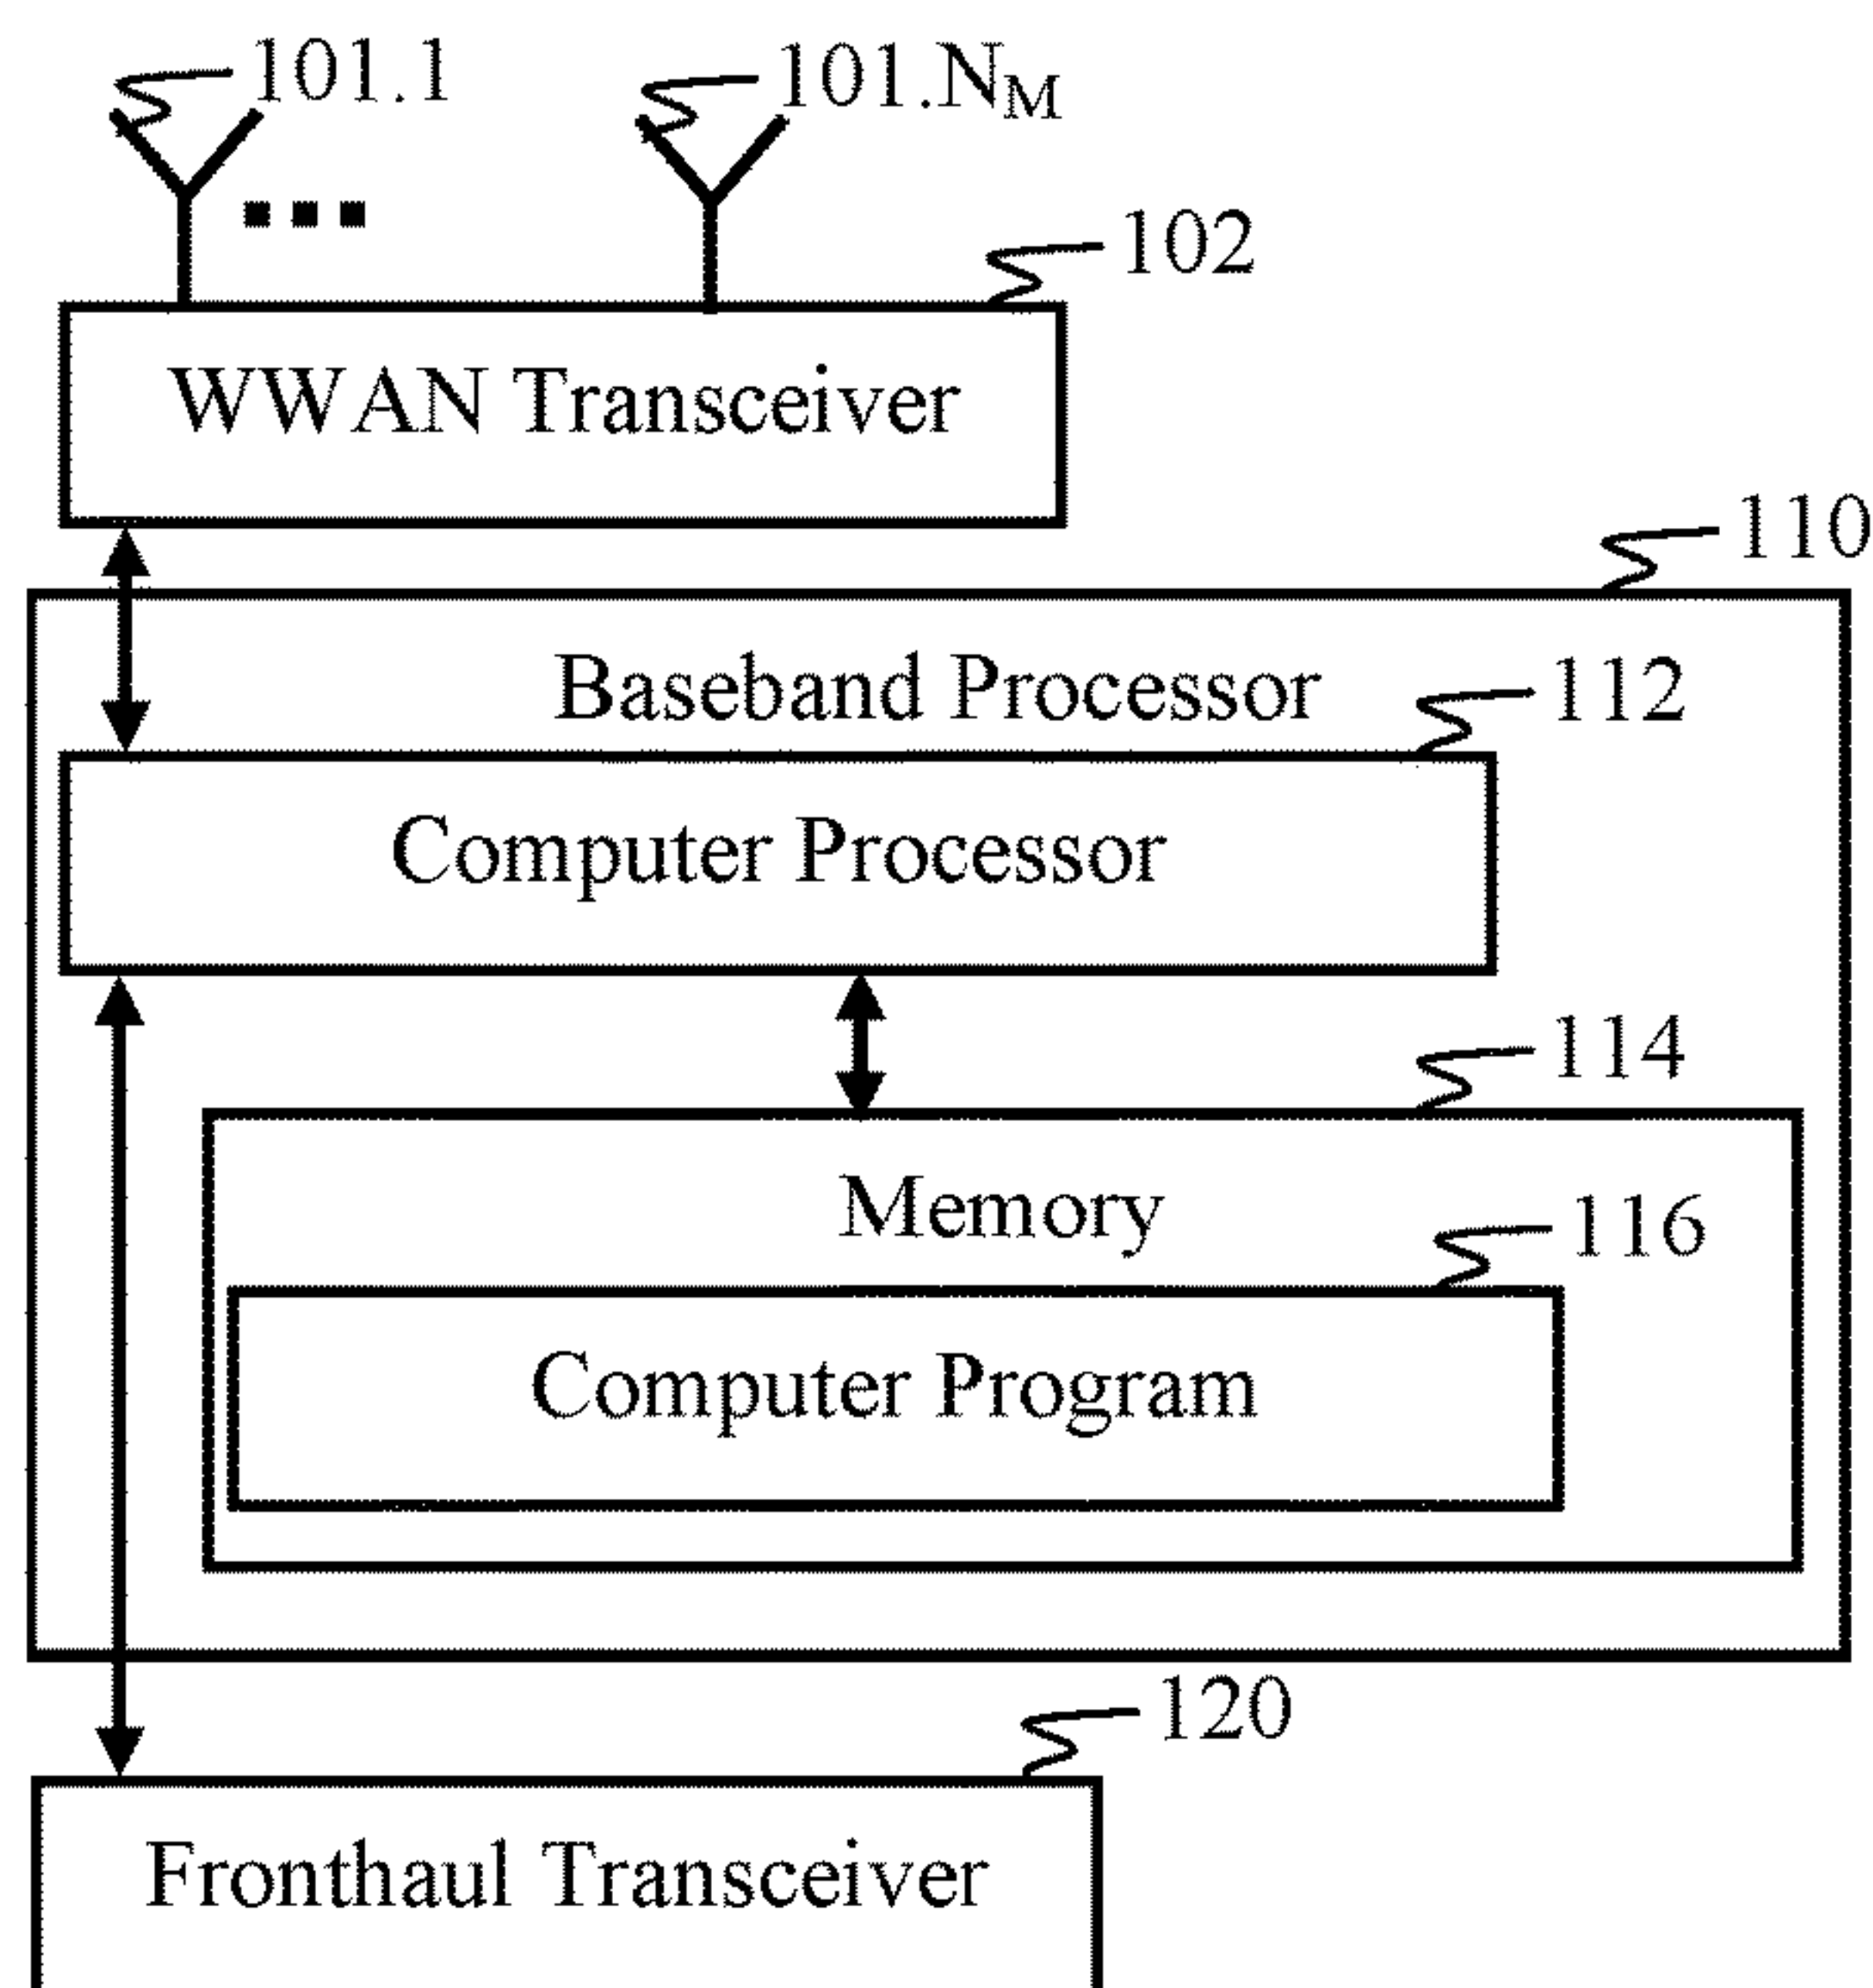 101.1
101.N_M
102
WWAN Transceiver
110
Baseband Processor
112
Computer Processor
114
Memory
116
Computer Program
120
Fronthaul Transceiver